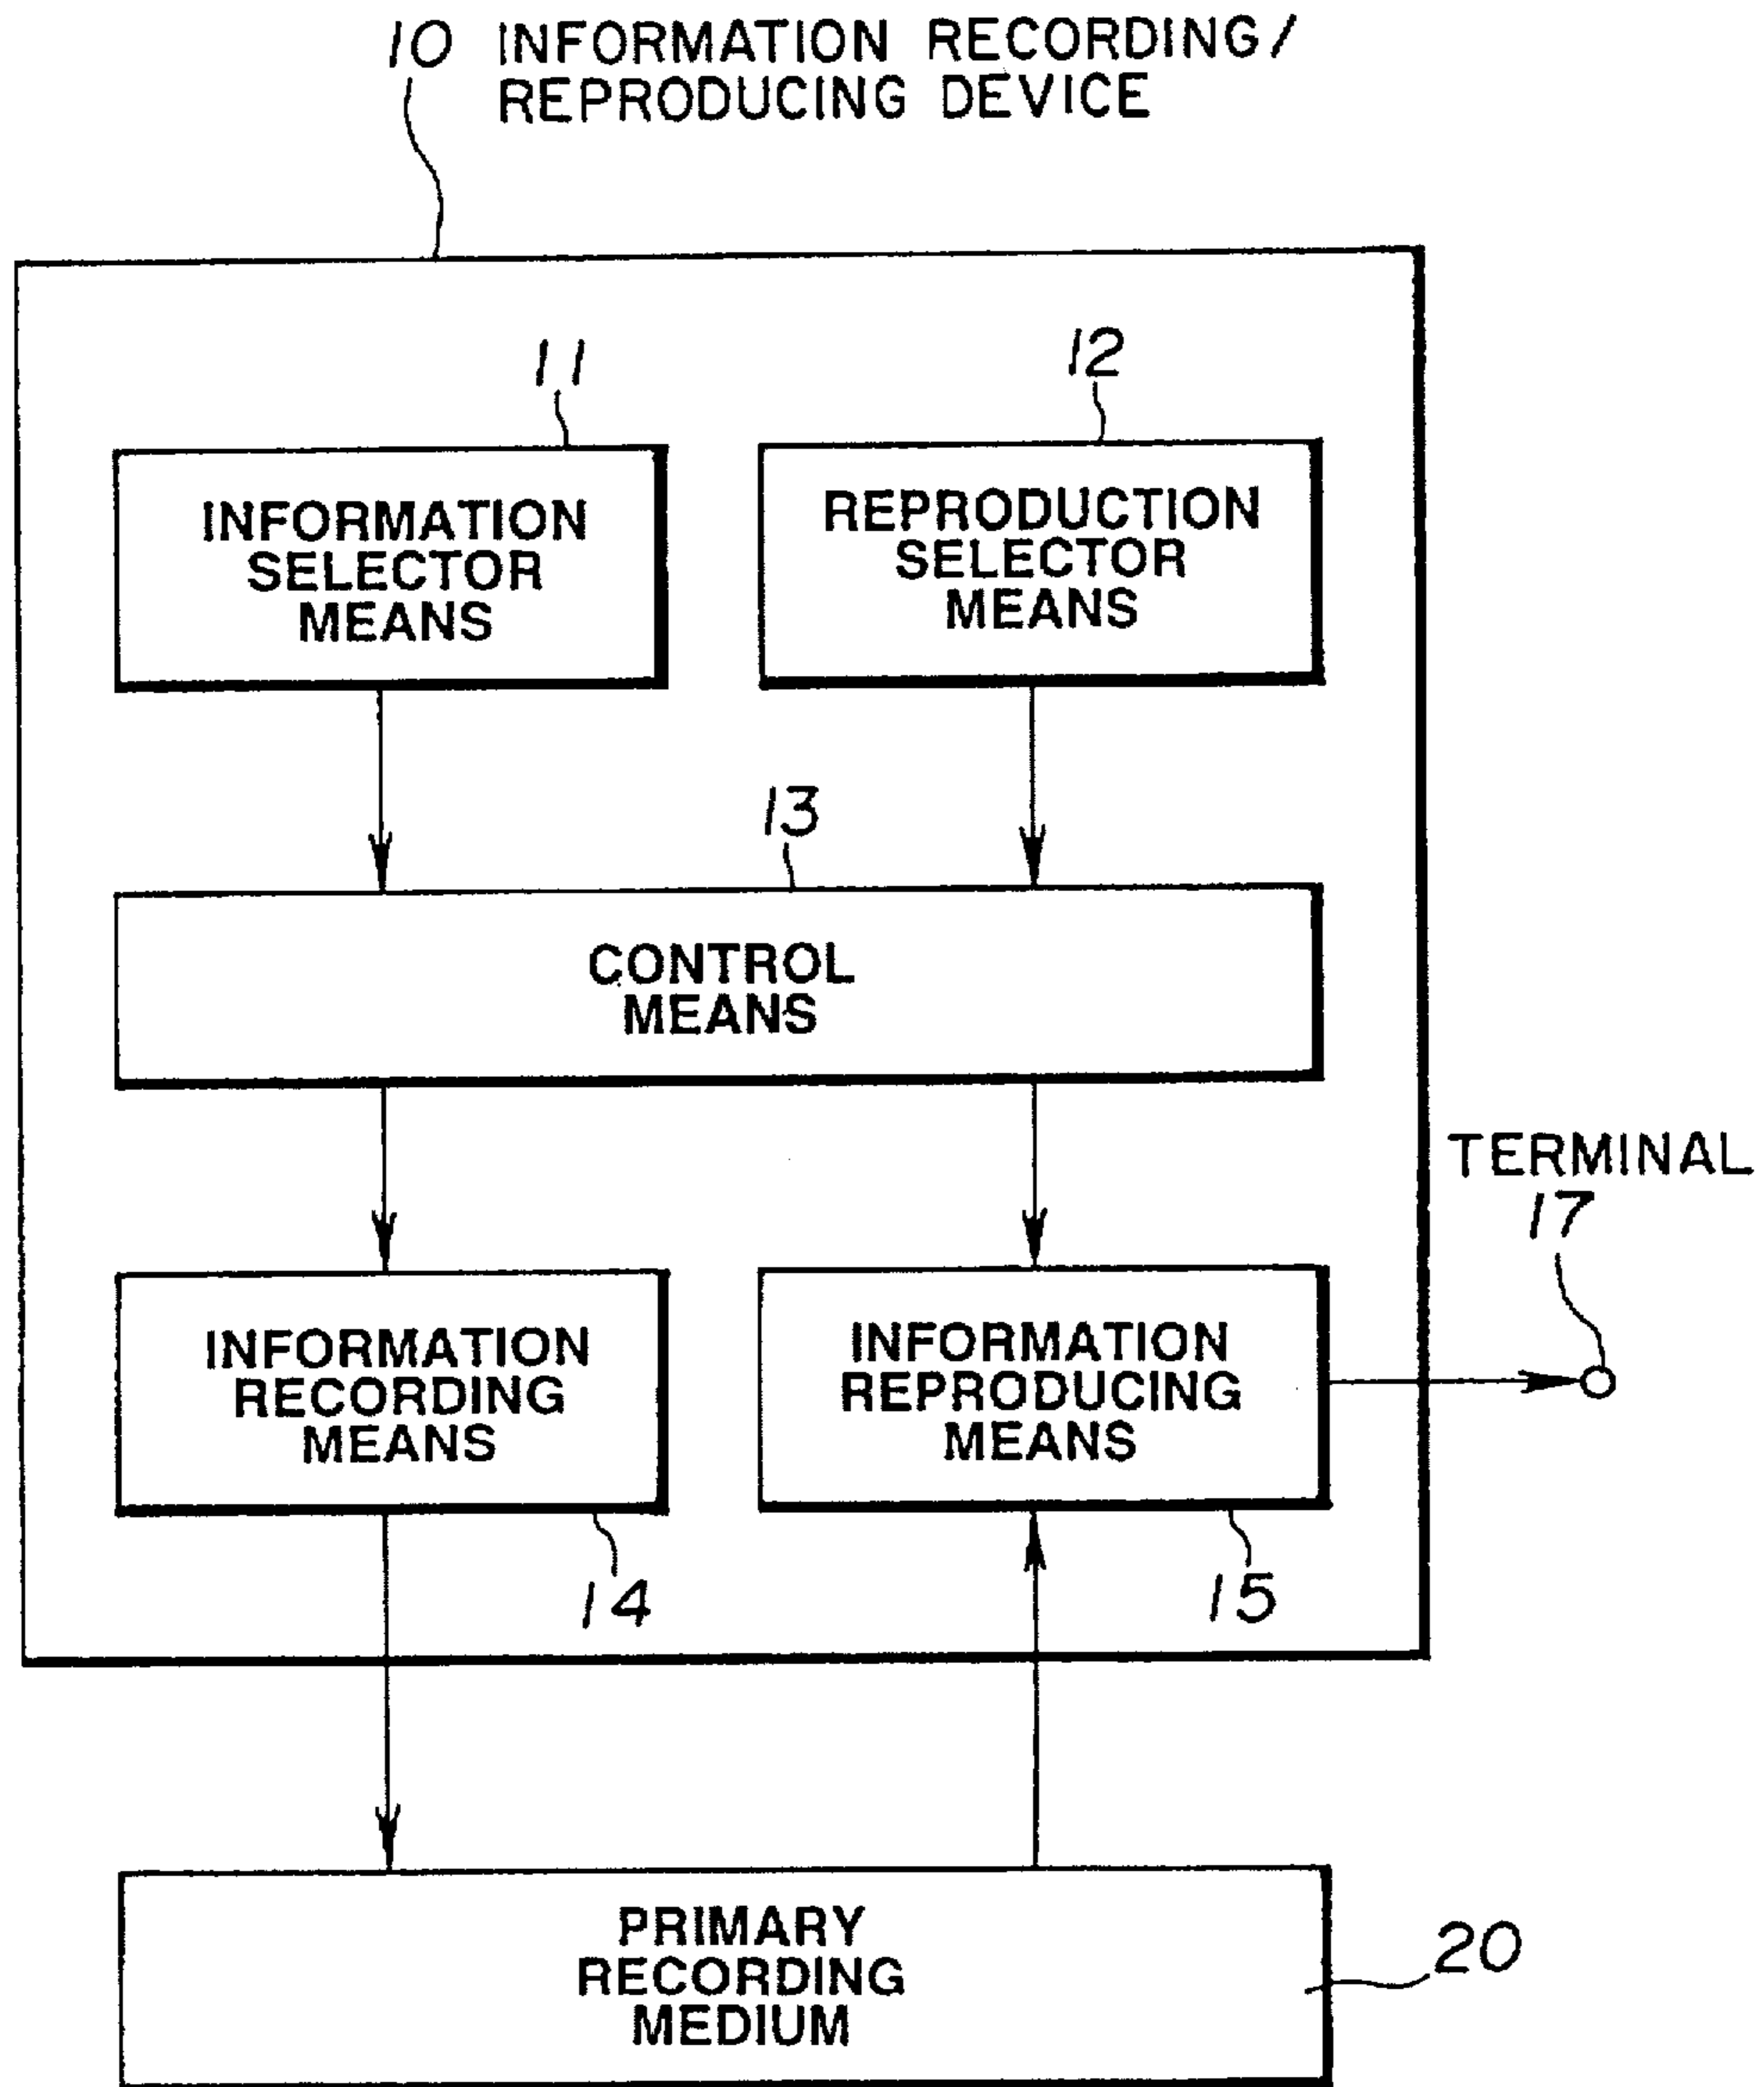 10 INFORMATION RECORDING/
REPRODUCING DEVICE
11
12
INFORMATION
SELECTOR
MEANS
REPRODUCTION
SELECTOR
MEANS
13
CONTROL
MEANS
TERMINAL
17
INFORMATION
RECORDING
MEANS
INFORMATION
REPRODUCING
MEANS
14
15
PRIMARY
RECORDING
MEDIUM
20